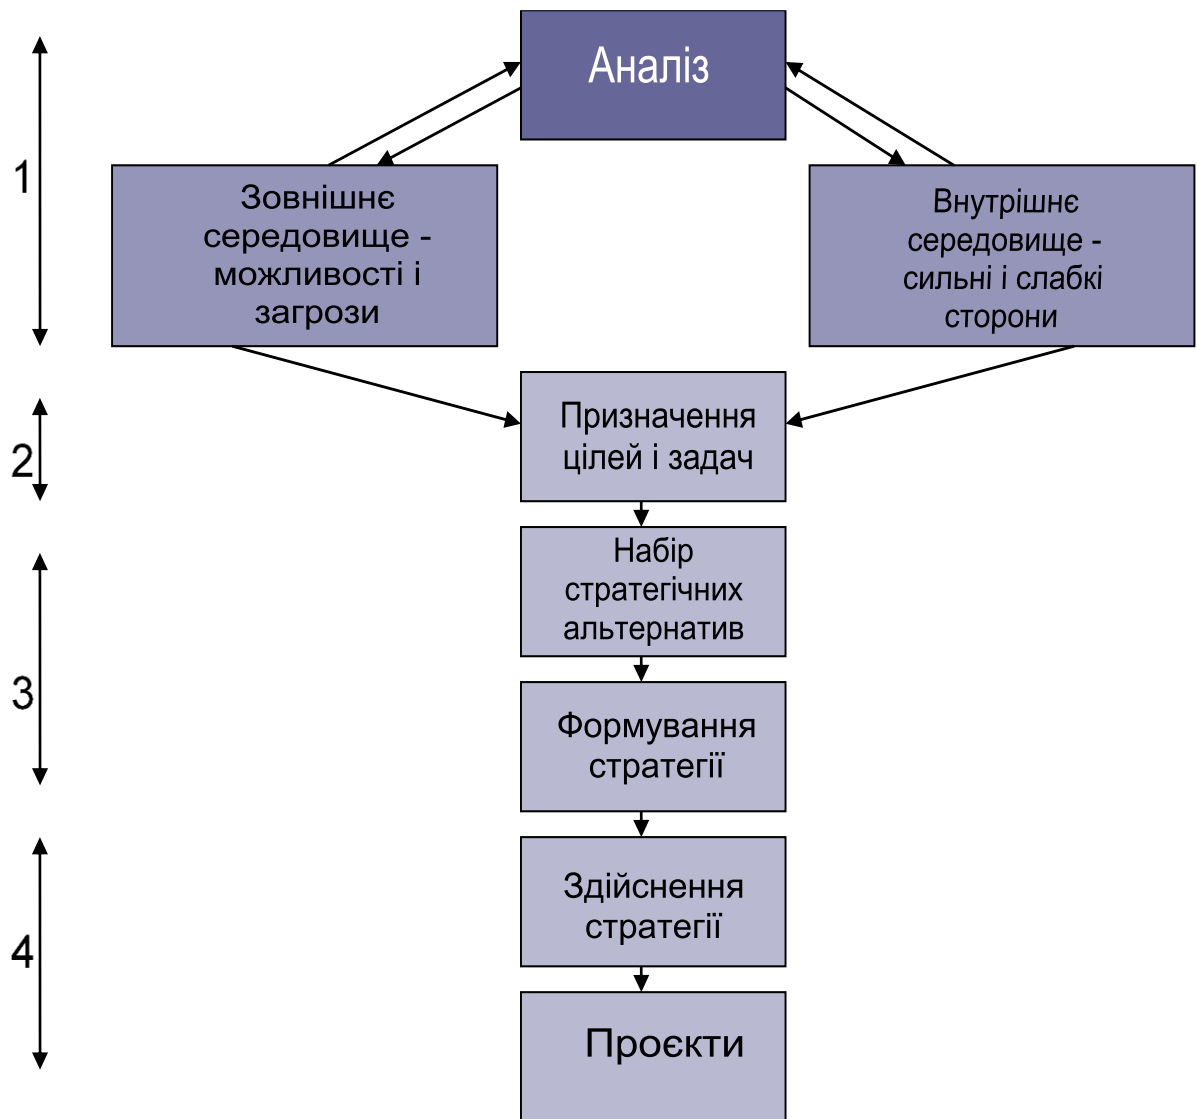 Аналіз
1
Зовнішнє
середовище -
можливості і
загрози
Внутрішнє
середовище -
сильні і слабкі
сторони
2
Призначення
цілей і задач
3
Набір
стратегічних
альтернатив
Формування
стратегії
4
Здійснення
стратегії
Проєкти